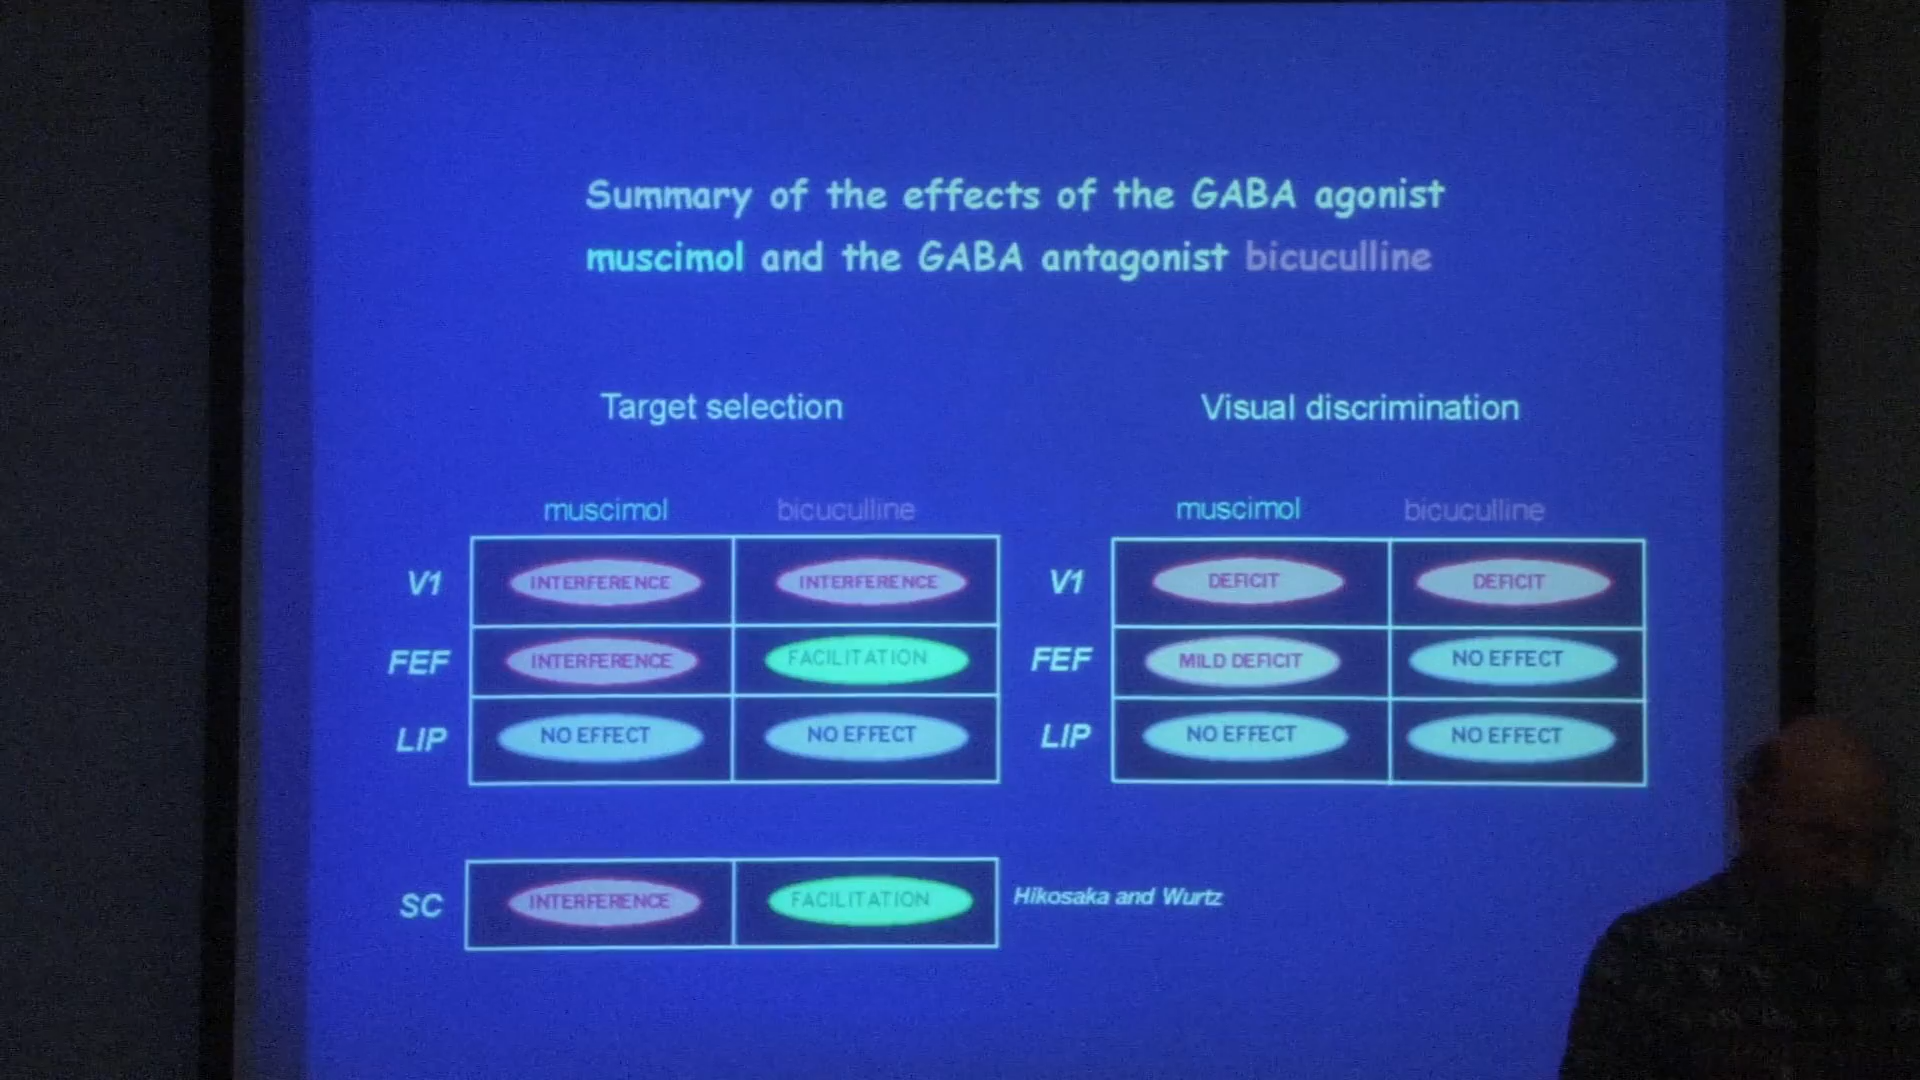 Summary of the effects of the GABA agonist
muscimol and the GABA antagonist bicuculline
Target selection
Visual discrimination
muscimol bicuculline
muscimol bicuculline
V1 INTERFERENCE INTERFERENCE
V1 DEFICIT DEFICIT
FEF INTERFERENCE FACILITATION
FEF MILD DEFICIT NO EFFECT
LIP NO EFFECT NO EFFECT
LIP NO EFFECT NO EFFECT
SC INTERFERENCE FACILITATION
Hikosaka and Wurtz